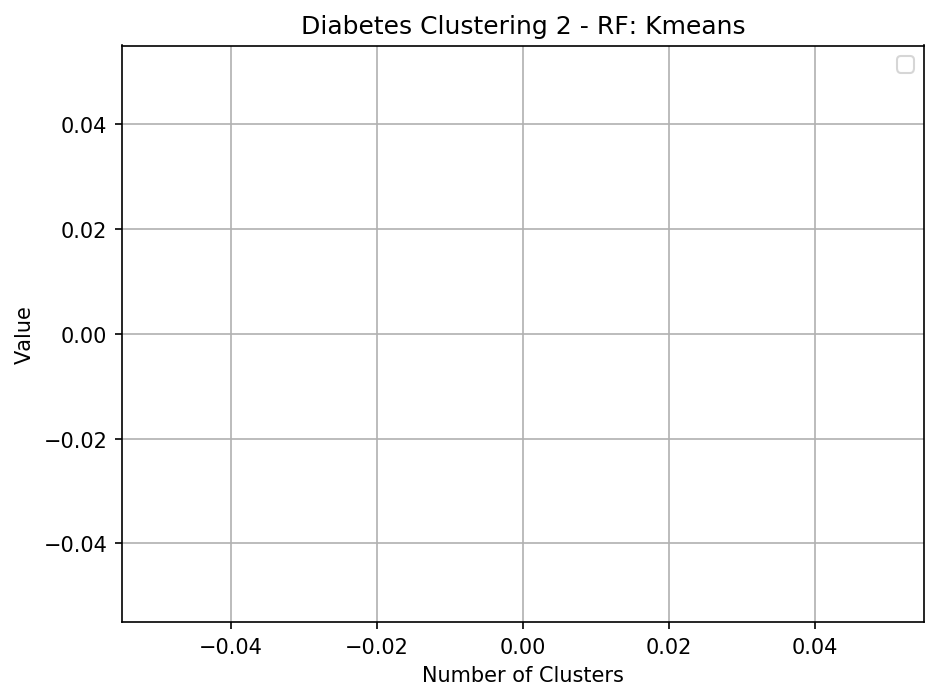 Diabetes Clustering 2 - RF: Kmeans
0.04
0.02
0.00
−0.02
−0.04
Value
−0.04 −0.02 0.00 0.02 0.04
Number of Clusters